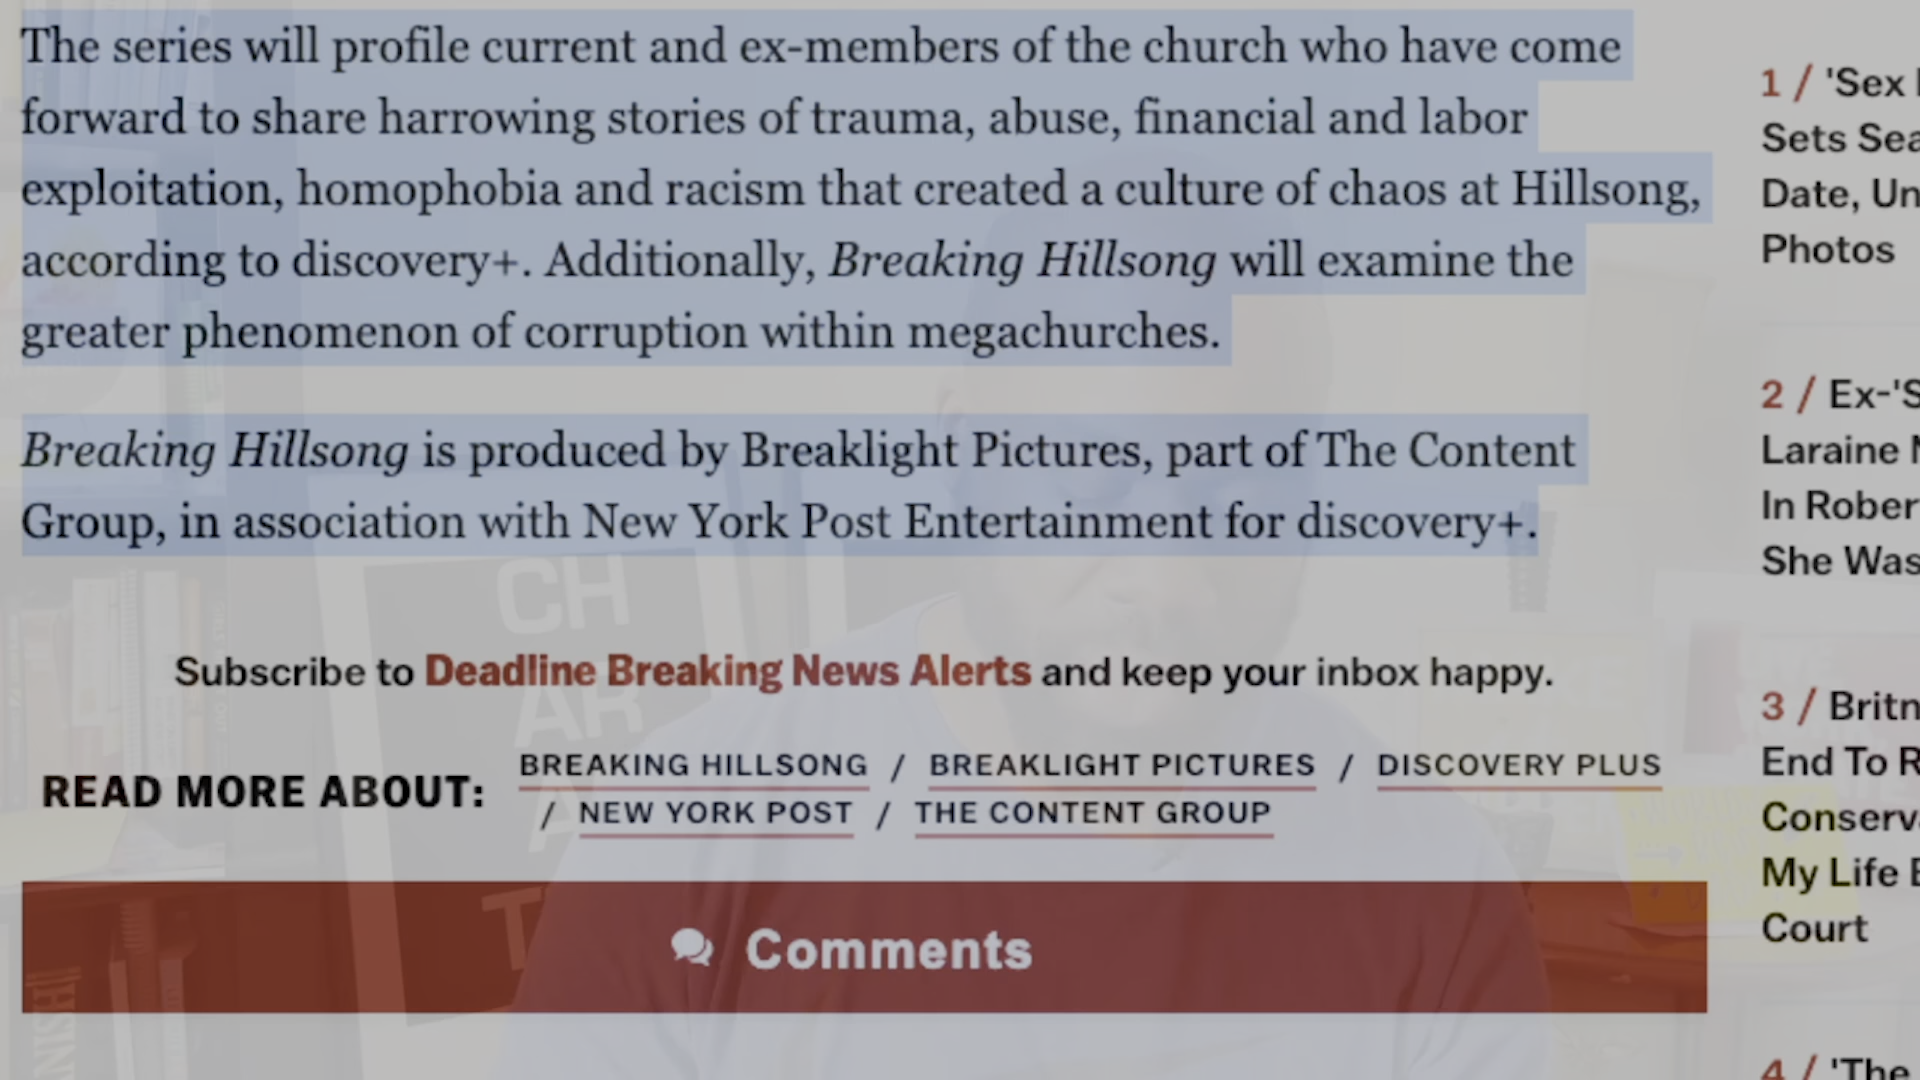 The series will profile current and ex-members of the church who have come
forward to share harrowing stories of trauma, abuse, financial and labor
exploitation, homophobia and racism that created a culture of chaos at Hillsong,
according to discovery+. Additionally, Breaking Hillsong will examine the
greater phenomenon of corruption within megachurches.
Breaking Hillsong is produced by Breaklight Pictures, part of The Content
Group, in association with New York Post Entertainment for discovery+.
Subscribe to Deadline Breaking News Alerts and keep your inbox happy.
READ MORE ABOUT:
BREAKING HILLSONG / BREAKLIGHT PICTURES / DISCOVERY PLUS
/ NEW YORK POST / THE CONTENT GROUP
Comments
1 / 'Sex
Sets Sea
Date, Un
Photos
2 / Ex-'S
Laraine
In Rober
She Was
3 / Britn
End To R
Conserva
My Life
Court
4 / 'The
CH
AR
T